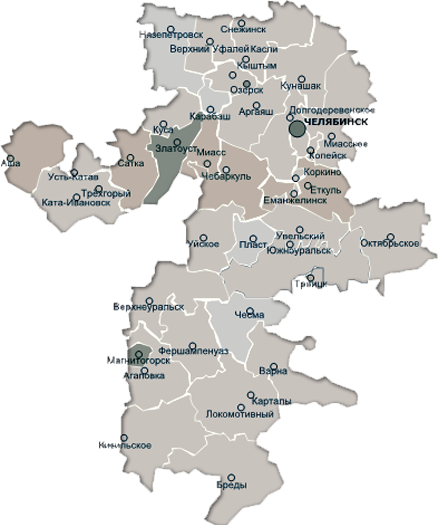 Снежинск
Нязепетровск
Верхний Уфалей Касли
Кыштым
Озерск
Кунашак
Аргаяш
Долгодеревенское
Карабаш
ЧЕЛЯБИНСК
Куса
Миасское
Златоуст
Миасс
Копейск
Аша
Сатка
Чебаркуль
Коркино
Усть-Катав
Еткуль
Трёхгорный
Еманжелинск
Ката-Ивановск
Увельский
Уйское
Пласт
Октябрьское
Южноуральск
Троицк
Верхнеуральск
Чесма
Фершампенуаз
Магнитогорск
Варна
Агаповка
Карталы
Локомотивный
Кизильское
Бреды